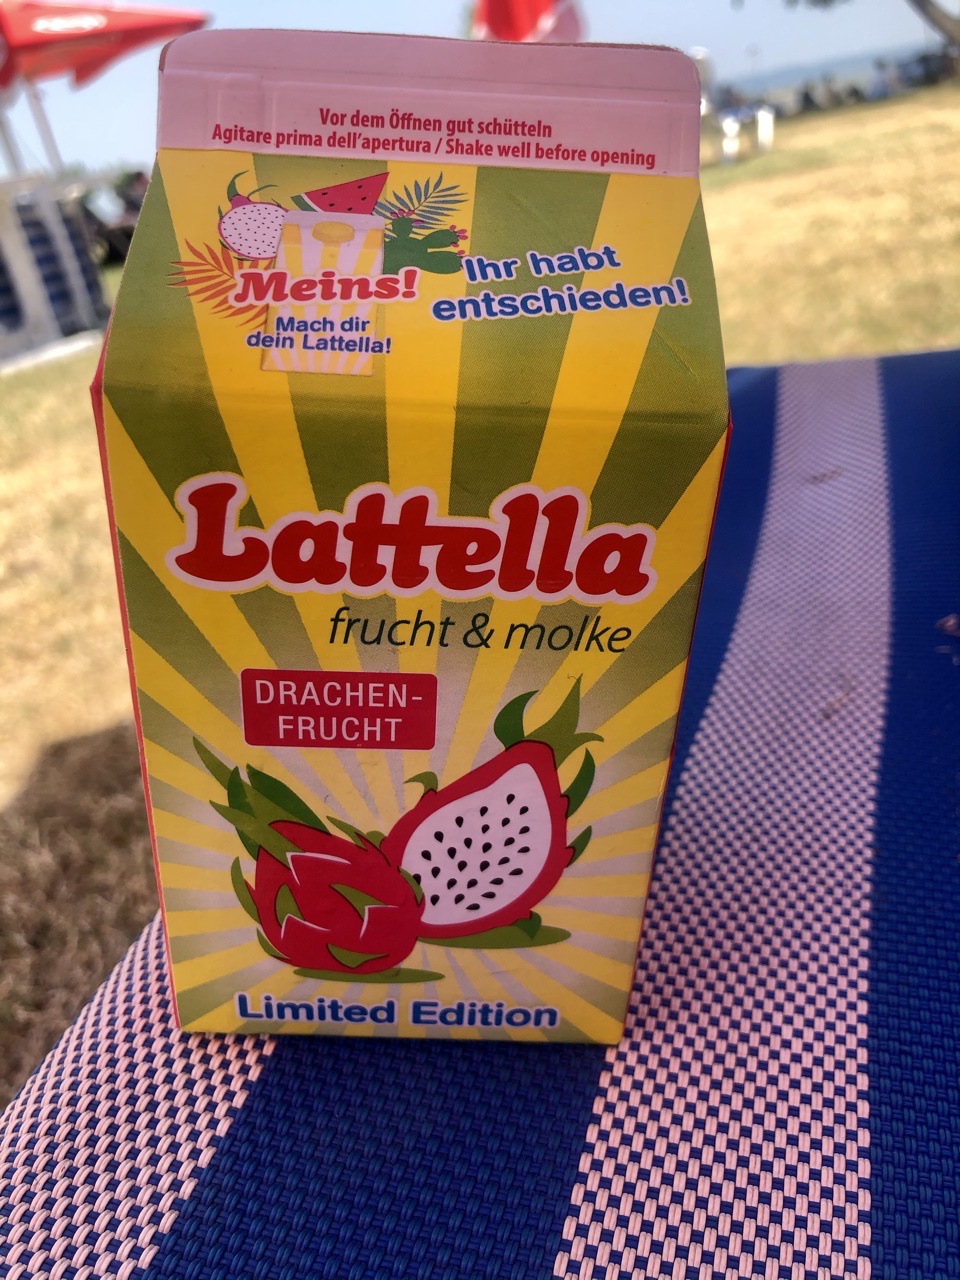 Vor dem Öffnen gut schütteln
Agitare prima dell'apertura / Shake well before opening
Meins!
Mach dir
dein Lattella!
Ihr habt
entschieden!
Lattella
frucht & molke
DRACHEN-
FRUCHT
Limited Edition